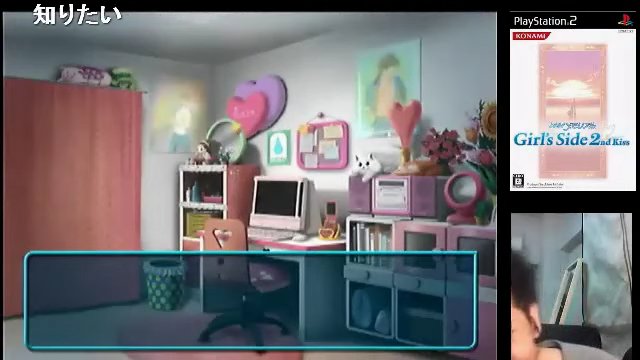 知りたい
PlayStation 2
KONAMI
Girl's Side 2nd Kiss